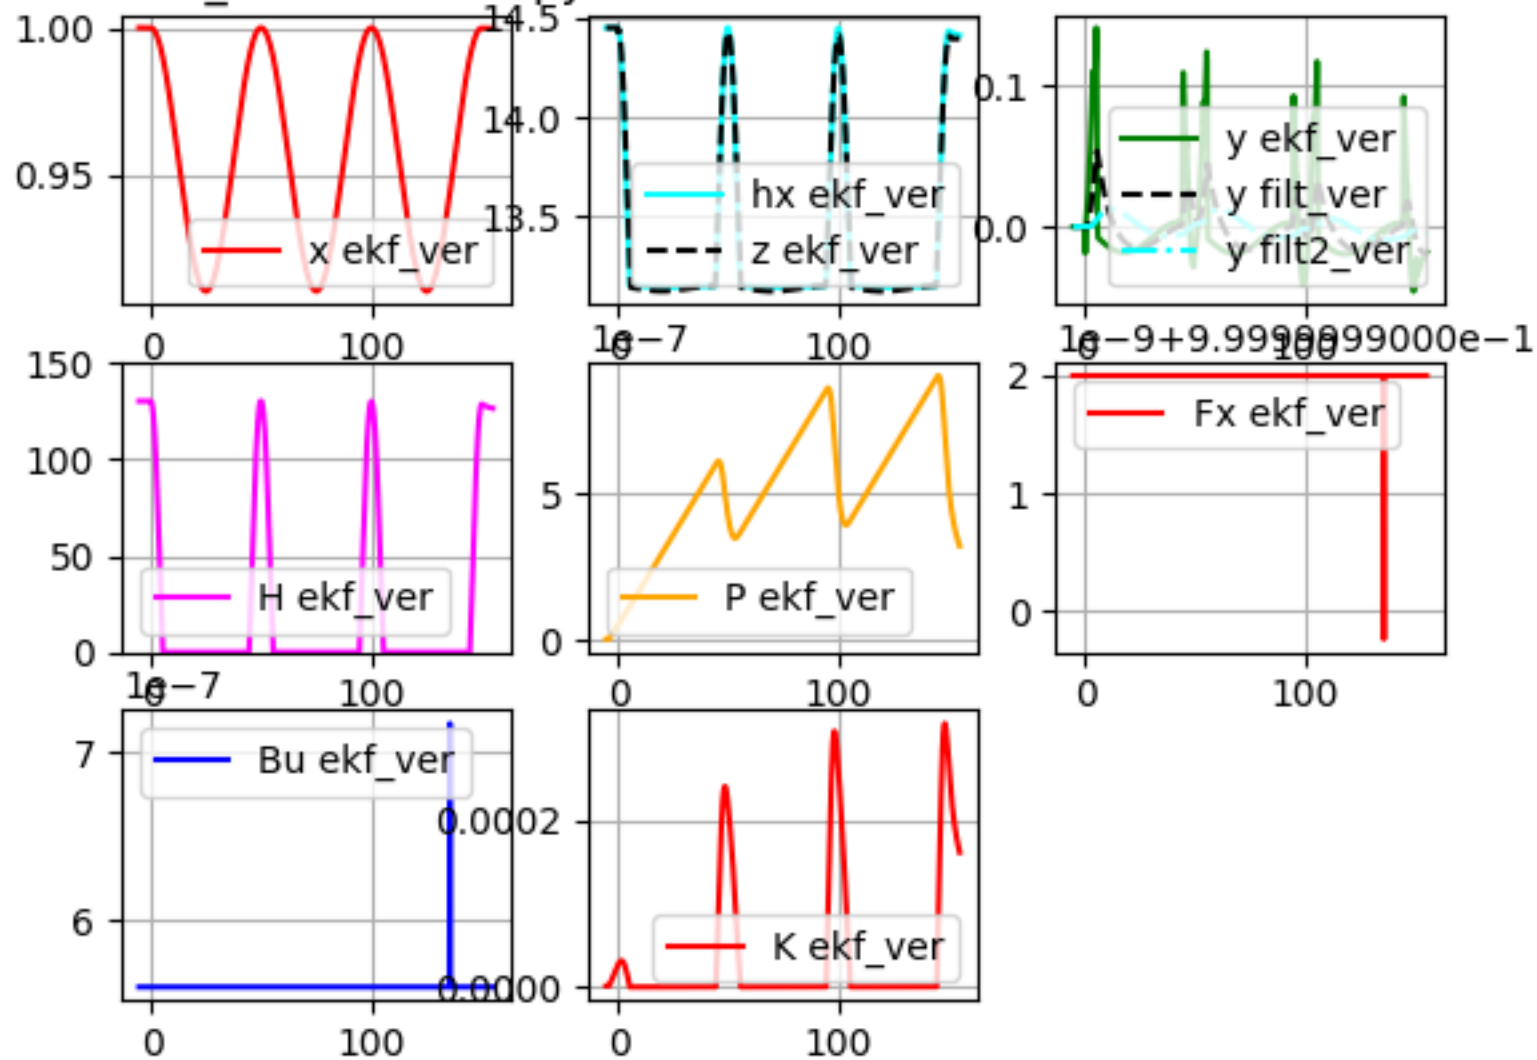 1.00
0.95
x ekf_ver
0 100
14.5
14.0
13.5
hx ekf_ver
z ekf_ver
0 100
0.1
0.0
y ekf_ver
y filt_ver
y filt2_ver
0 100
150
100
50
0
H ekf_ver
0 100
1e-7
5
0
P ekf_ver
0 100
2
1
0
Fx ekf_ver
0 100
1e-7
7
6
Bu ekf_ver
0 100
0.0002
0.0000
K ekf_ver
0 100